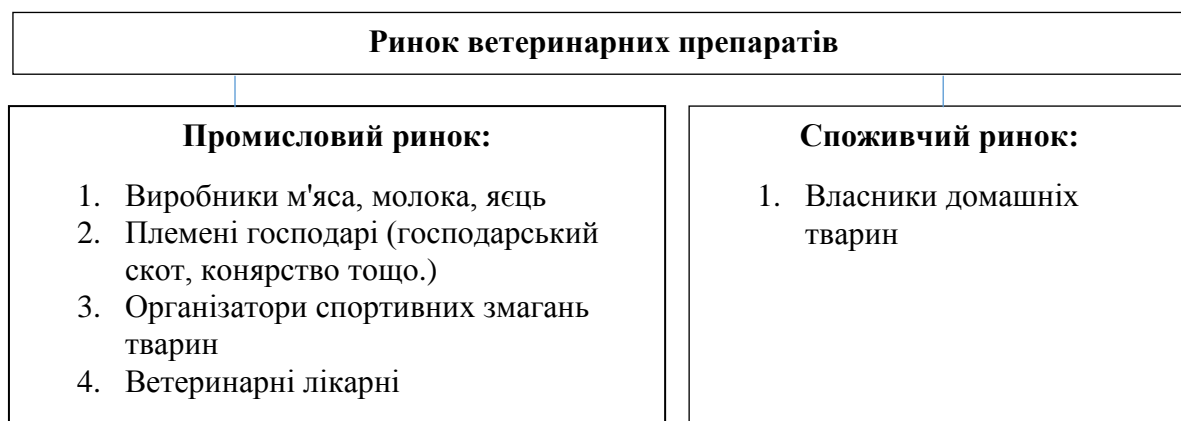 Ринок ветеринарних препаратів
Промисловий ринок:
1. Виробники м'яса, молока, яєць
2. Племені господарі (господарський
скот, конярство тощо.)
3. Організатори спортивних змагань
тварин
4. Ветеринарні лікарні
Споживчий ринок:
1. Власники домашніх
тварин